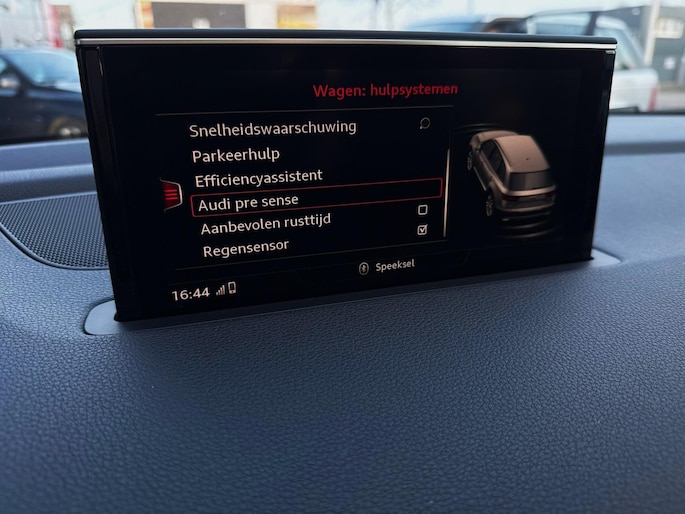 Wagen: hulpsystemen
Snelheidswaarschuwing
Parkeerhulp
Efficiencyassistent
Audi pre sense
Aanbevolen rusttijd
Regensensor
Speeksel
16:44